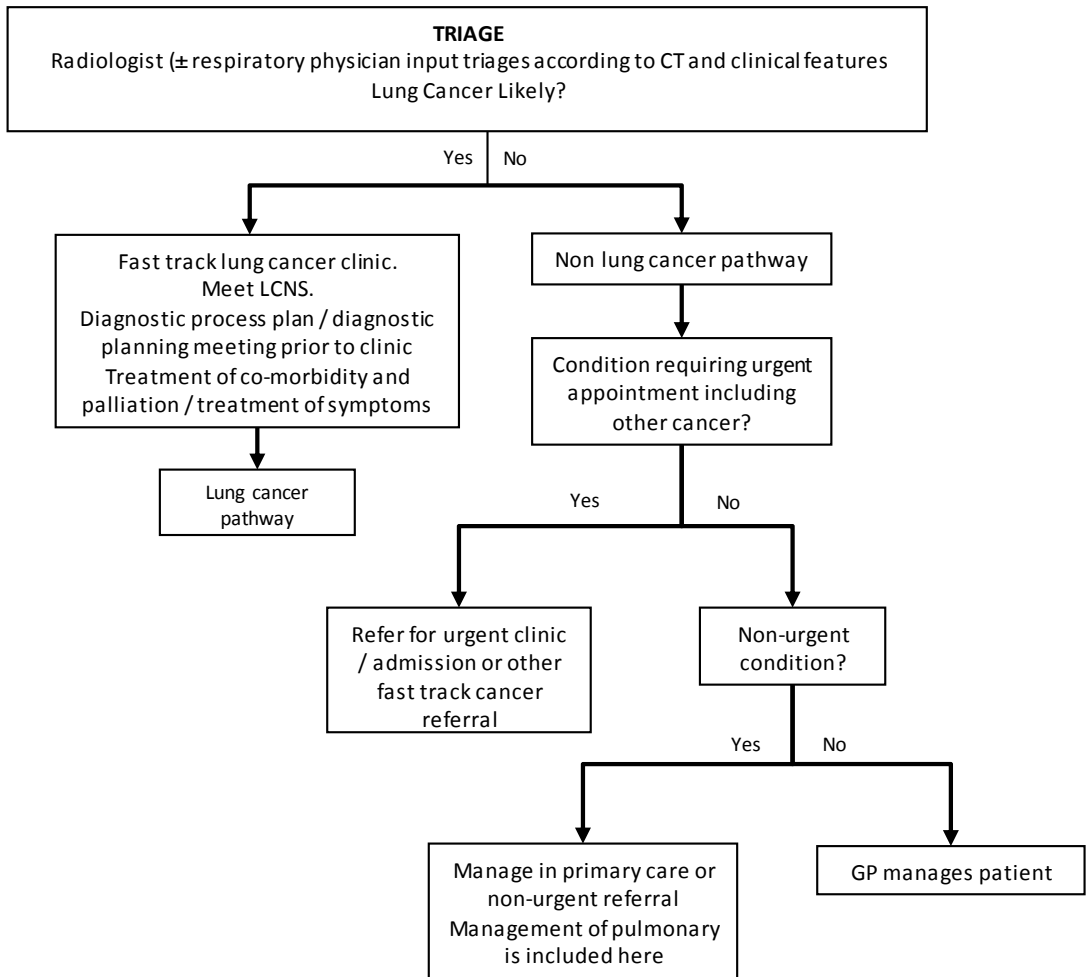 TRIAGE
Radiologist (± respiratory physician input triages according to CT and clinical features
Lung Cancer Likely?
Yes No
Fast track lung cancer clinic.
Meet LCNS.
Diagnostic process plan / diagnostic
planning meeting prior to clinic
Treatment of co-morbidity and
palliation / treatment of symptoms
Non lung cancer pathway
Condition requiring urgent
appointment including
other cancer?
Lung cancer
pathway
Yes No
Refer for urgent clinic
/ admission or other
fast track cancer
referral
Non-urgent
condition?
Yes No
Manage in primary care or
non-urgent referral
Management of pulmonary
is included here
GP manages patient